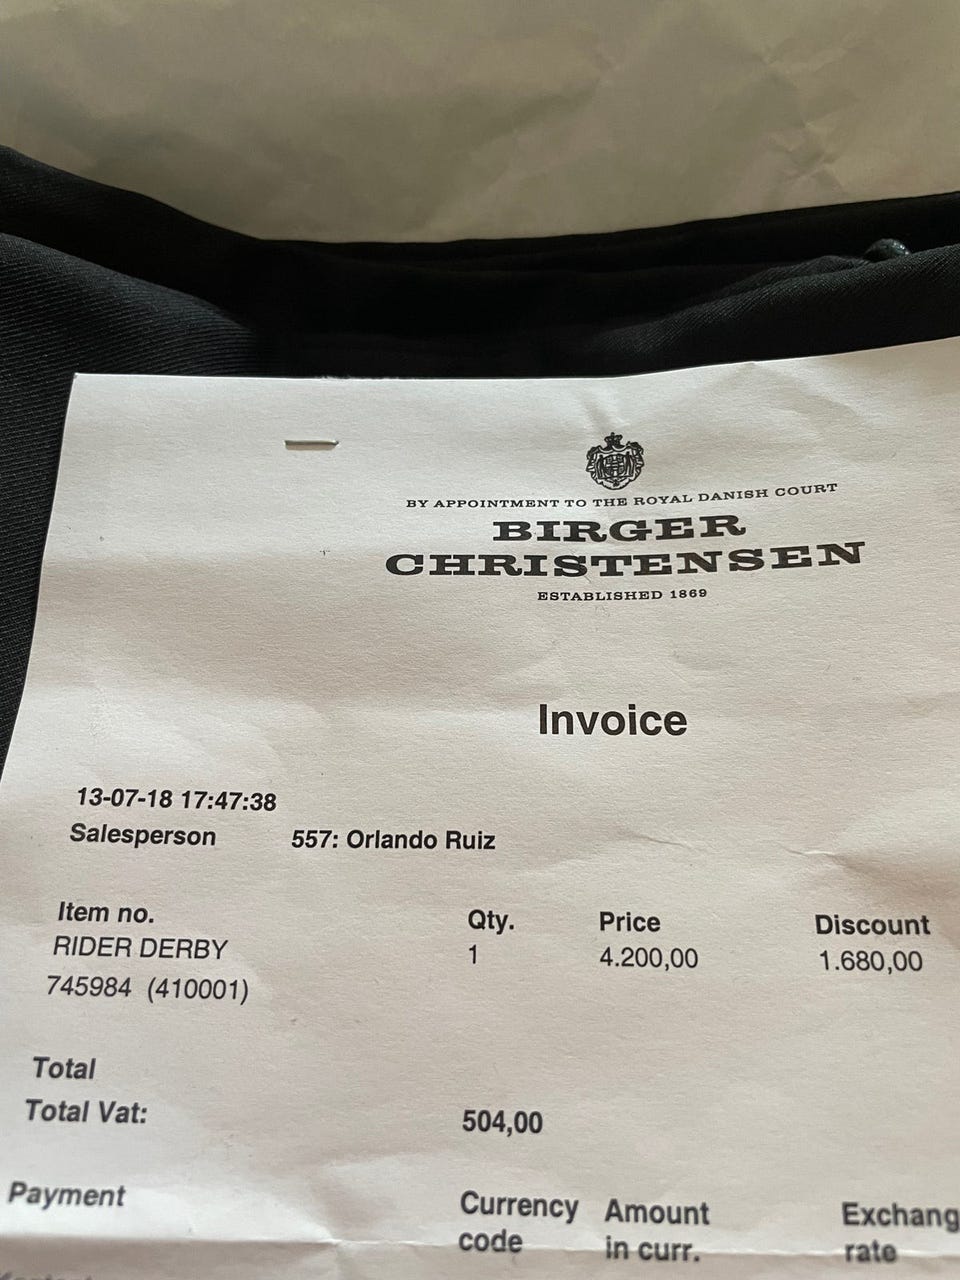 BY APPOINTMENT TO THE ROYAL DANISH COURT
BIRGER
CHRISTENSEN
ESTABLISHED 1869
Invoice
13-07-18 17:47:38
Salesperson 557: Orlando Ruiz
Item no. Qty. Price Discount
RIDER DERBY 1 4.200,00 1.680,00
745984 (410001)
Total
Total Vat: 504,00
Payment Currency Amount Exchang
code in curr. rate